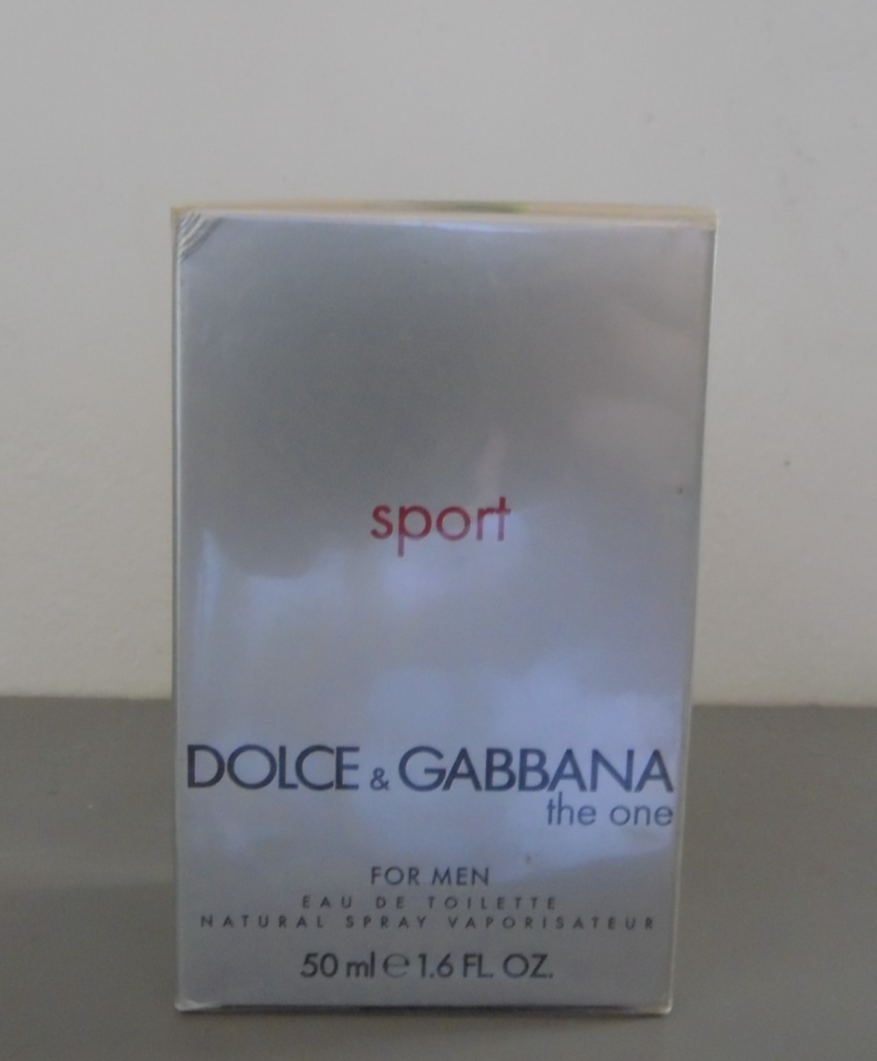 sport
DOLCE & GABBANA
the one
FOR MEN
EAU DE TOILETTE
NATURAL SPRAY VAPORISATEUR
50 ml ℮ 1.6 FL. OZ.